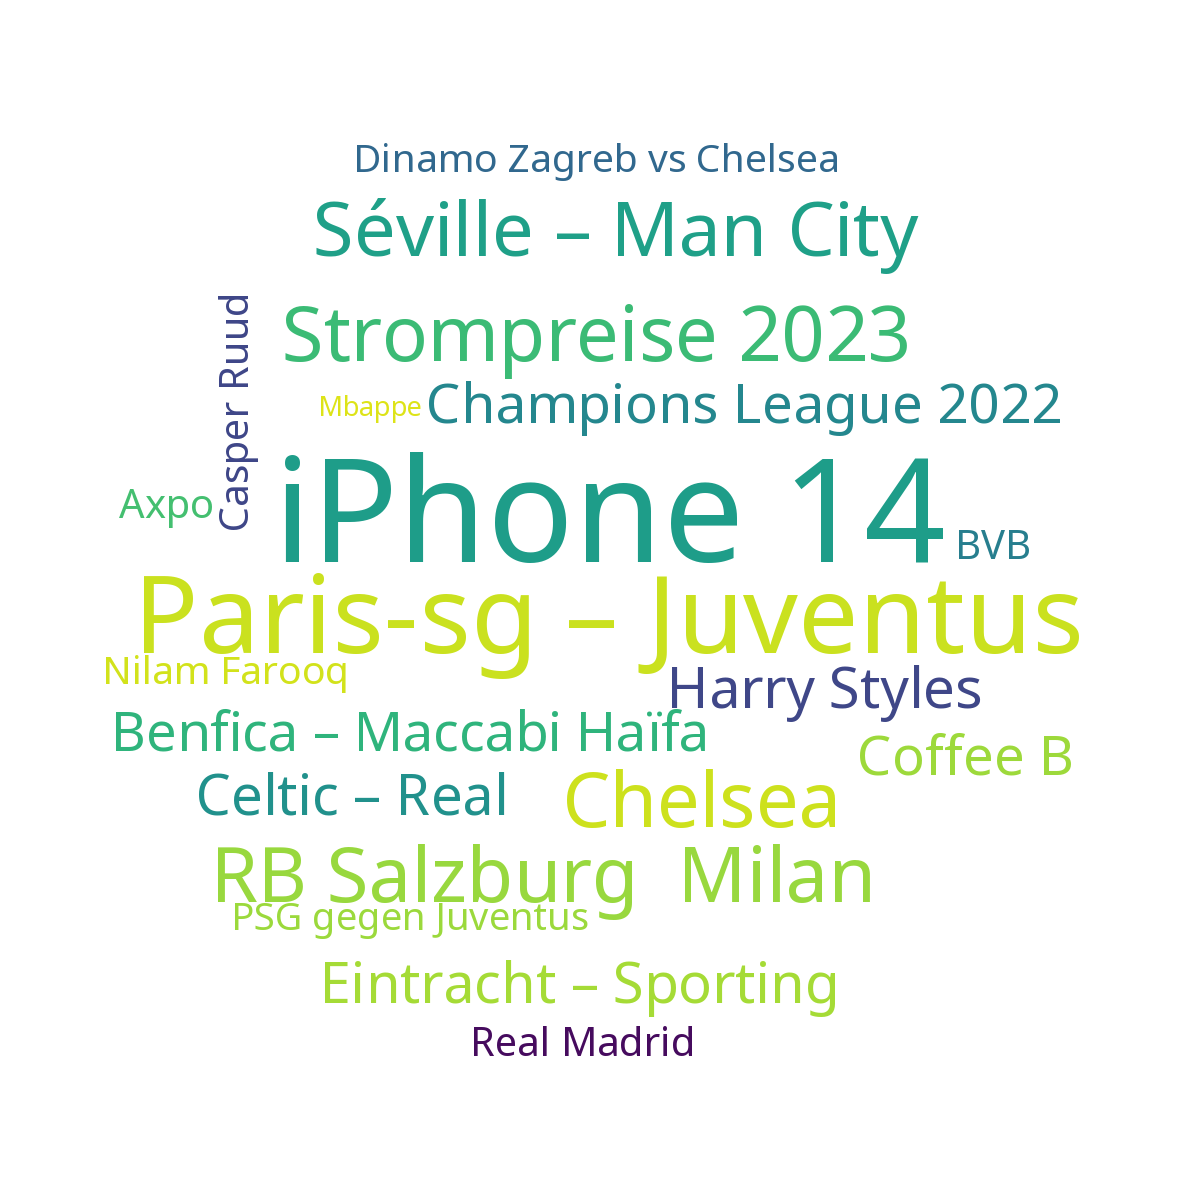 Dinamo Zagreb vs Chelsea
Séville – Man City
Strompreise 2023
Casper Ruud
Mbappe
Champions League 2022
iPhone 14
Axpo
BVB
Paris-sg – Juventus
Nilam Farooq
Harry Styles
Benfica – Maccabi Haïfa
Coffee B
Celtic – Real
Chelsea
RB Salzburg
Milan
PSG gegen Juventus
Eintracht – Sporting
Real Madrid